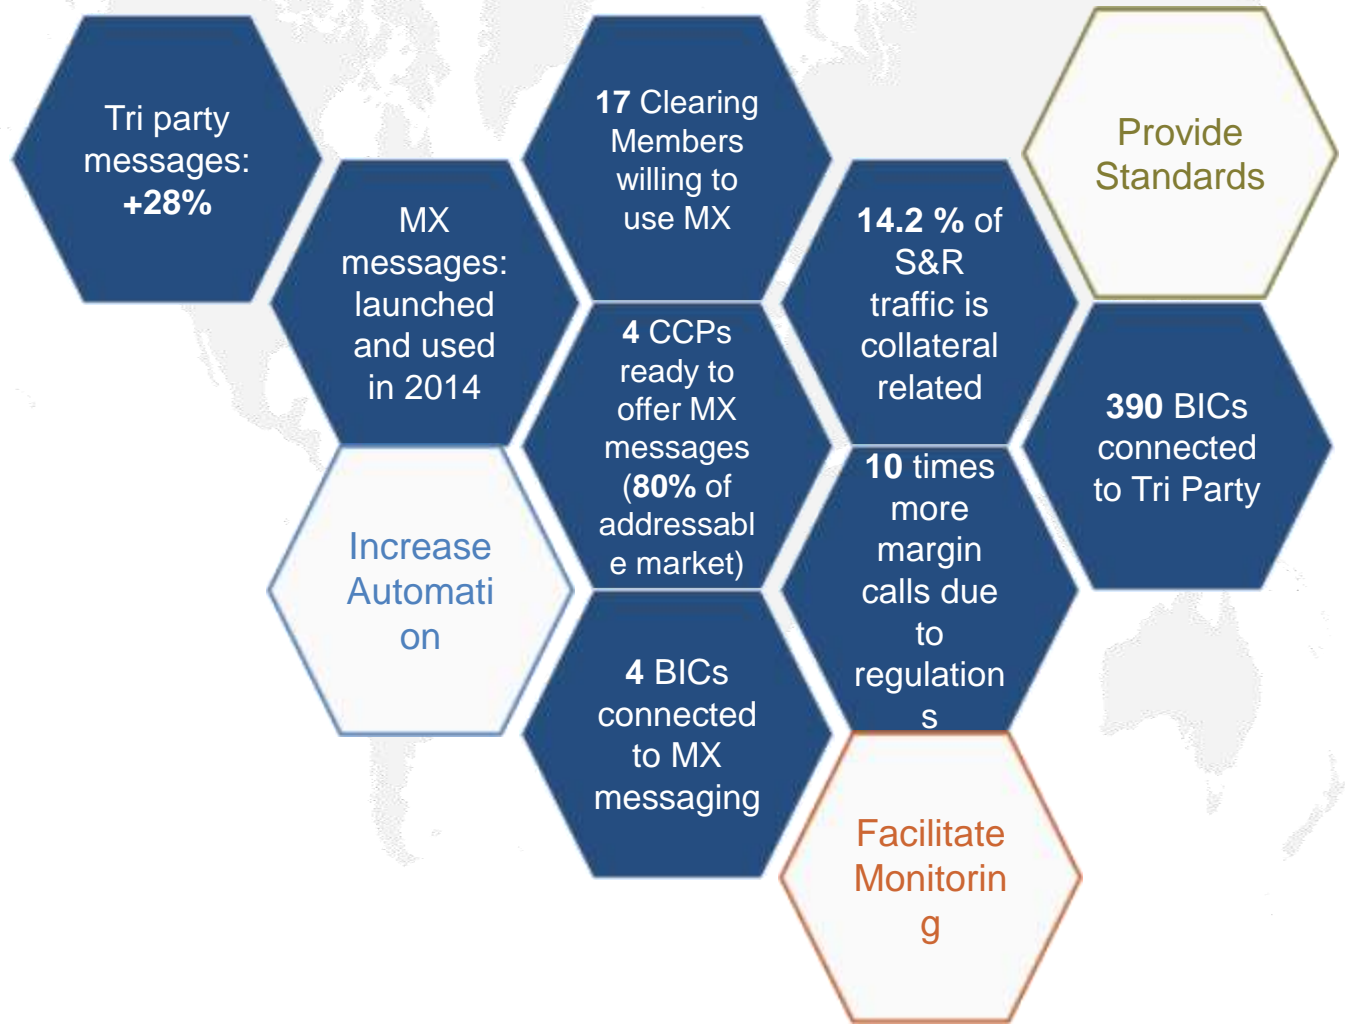 Tri party
messages:
+28%
MX
messages:
launched
and used
in 2014
17 Clearing
Members
willing to
use MX
14.2 % of
S&R
traffic is
collateral
related
Provide
Standards
4 CCPs
ready to
offer MX
messages
(80% of
addressabl
e market)
390 BICs
connected
to Tri Party
Increase
Automati
on
10 times
more
margin
calls due
to
regulation
s
4 BICs
connected
to MX
messaging
Facilitate
Monitorin
g